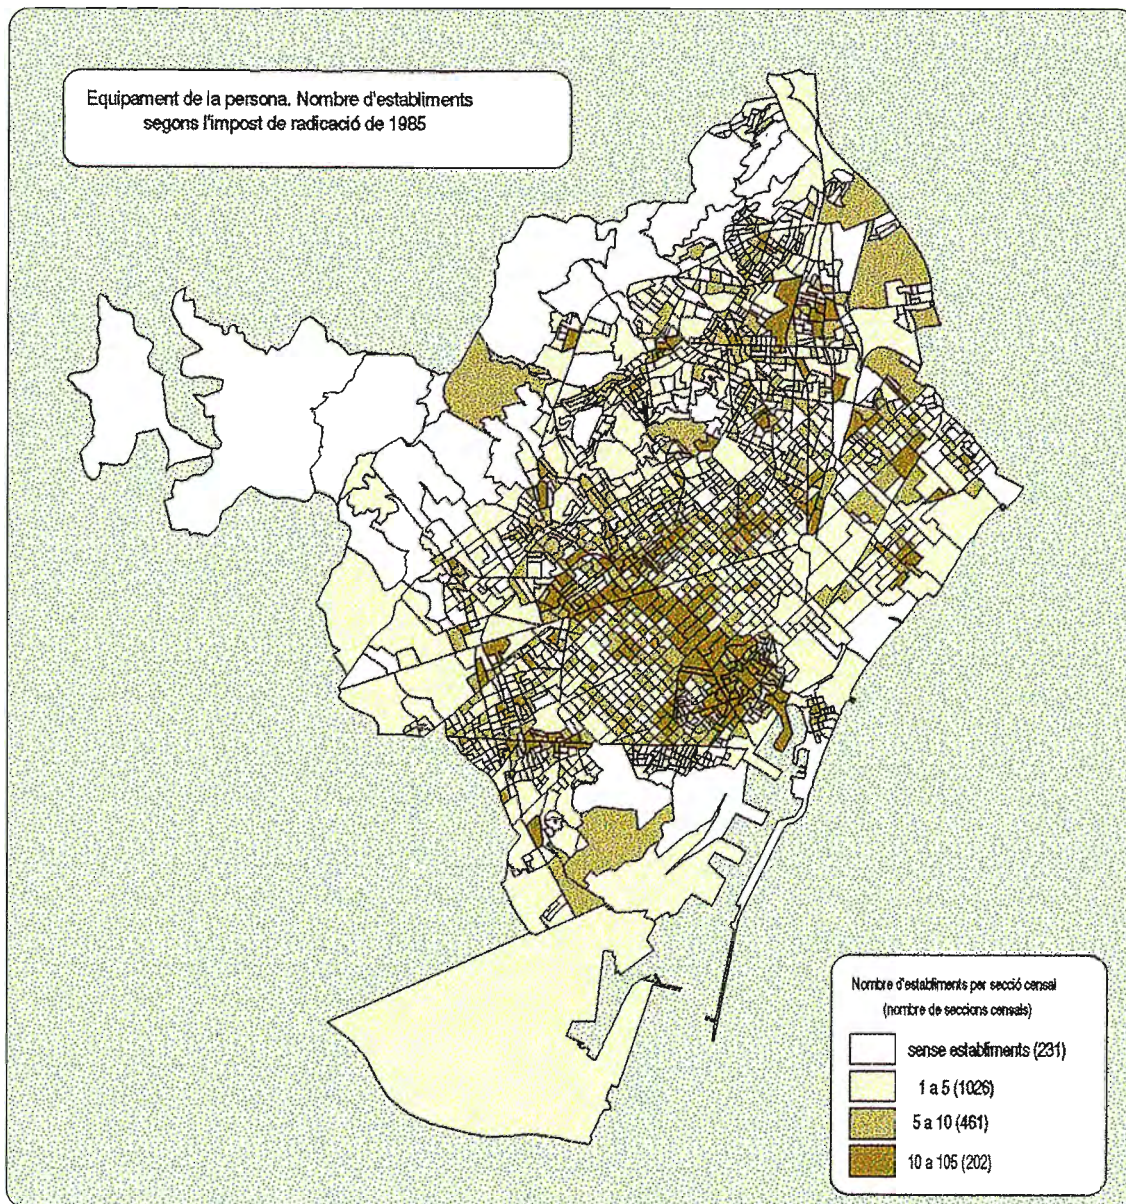 Equipament de la persona. Nombre d'establiments
segons l'impost de radicació de 1985
Nombre d'establiments per secció censal
(nombre de seccions censals)
sense establiments (231)
1 a 5 (1026)
5 a 10 (461)
10 a 105 (202)